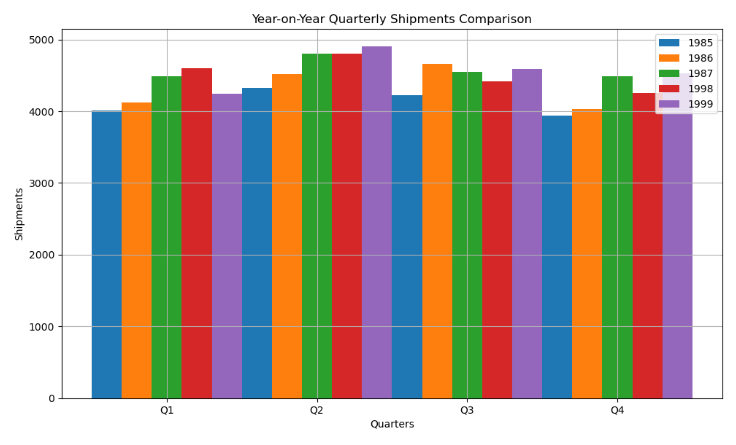 Year-on-Year Quarterly Shipments Comparison
1985
1986
1987
1998
1999
5000
4000
3000
2000
1000
0
Shipments
Q1 Q2 Q3 Q4
Quarters